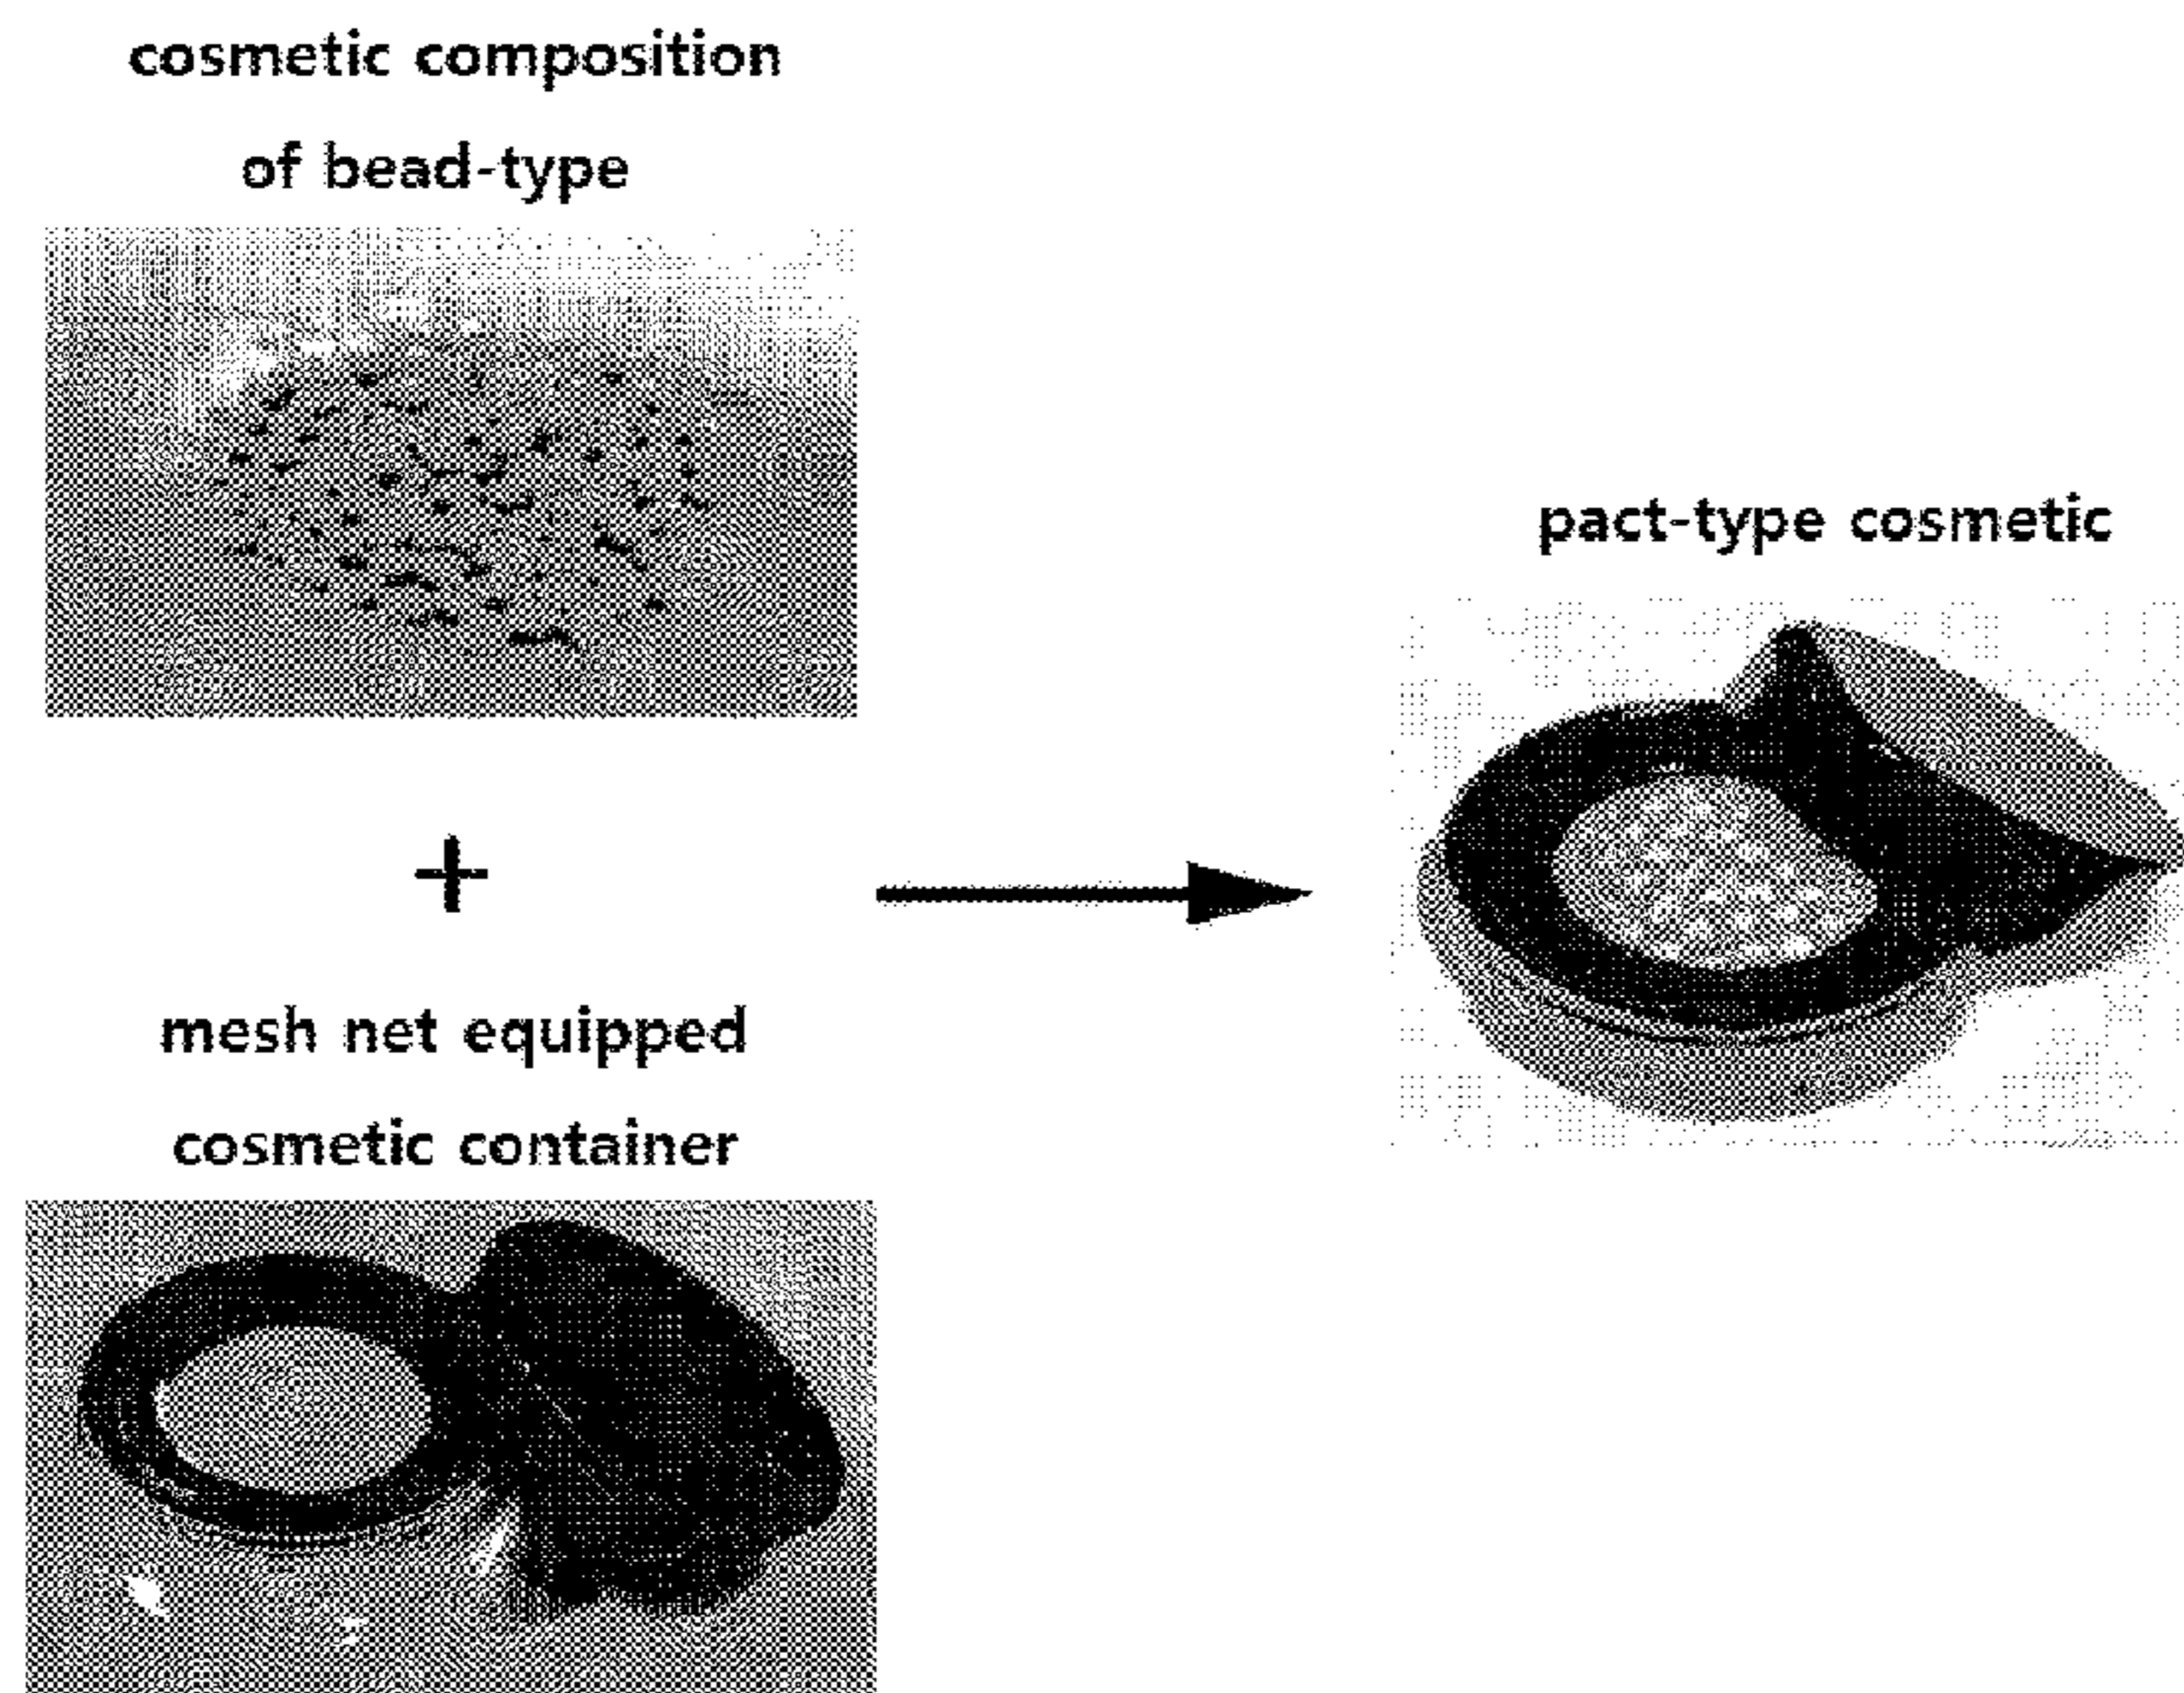 cosmetic composition
of bead-type
+
mesh net equipped
cosmetic container
pact-type cosmetic